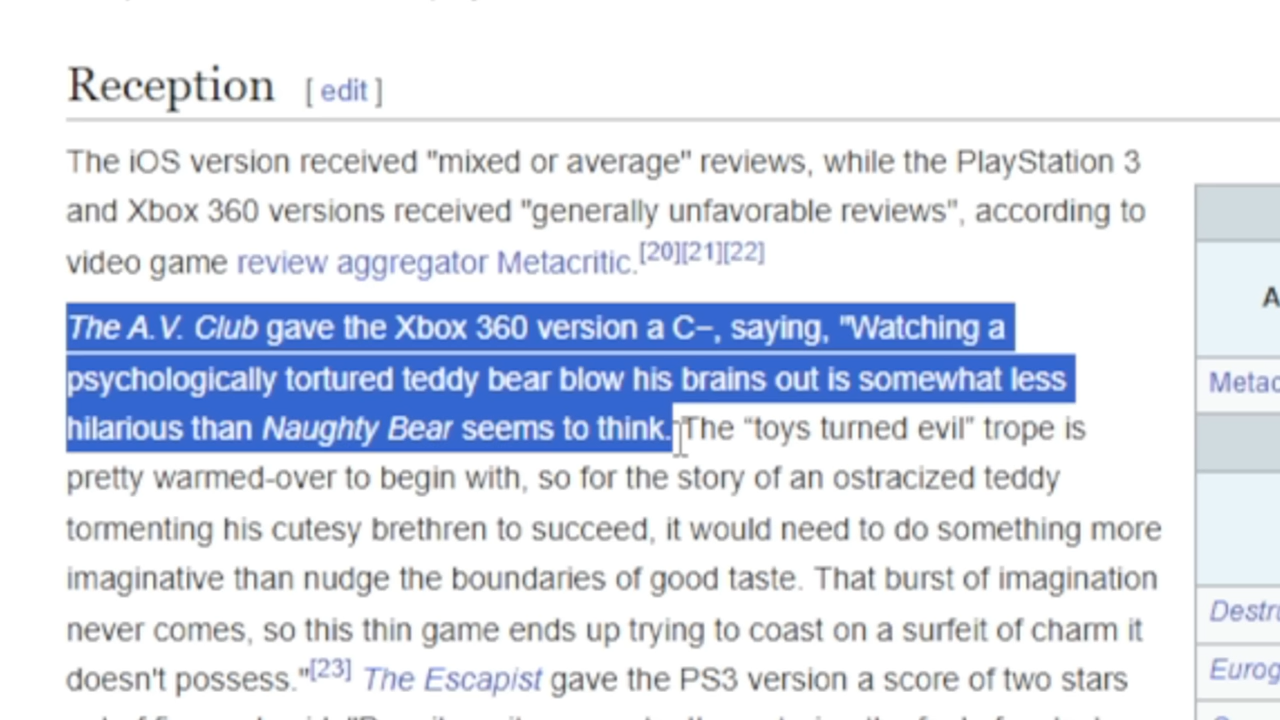 Reception [ edit ]
The iOS version received "mixed or average" reviews, while the PlayStation 3
and Xbox 360 versions received "generally unfavorable reviews", according to
video game review aggregator Metacritic.[20][21][22]
The A.V. Club gave the Xbox 360 version a C−, saying, "Watching a
psychologically tortured teddy bear blow his brains out is somewhat less
hilarious than Naughty Bear seems to think. The “toys turned evil” trope is
pretty warmed-over to begin with, so for the story of an ostracized teddy
tormenting his cutesy brethren to succeed, it would need to do something more
imaginative than nudge the boundaries of good taste. That burst of imagination
never comes, so this thin game ends up trying to coast on a surfeit of charm it
doesn't possess."[23] The Escapist gave the PS3 version a score of two stars
A
Metac
Destru
Eurog